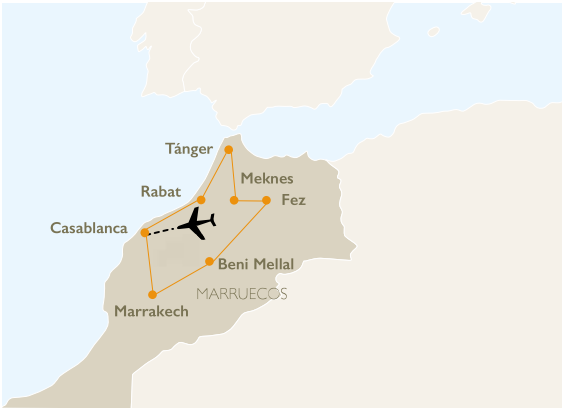 Tánger
Meknes
Rabat
Fez
Casablanca
Beni Mellal
MARRUECOS
Marrakech